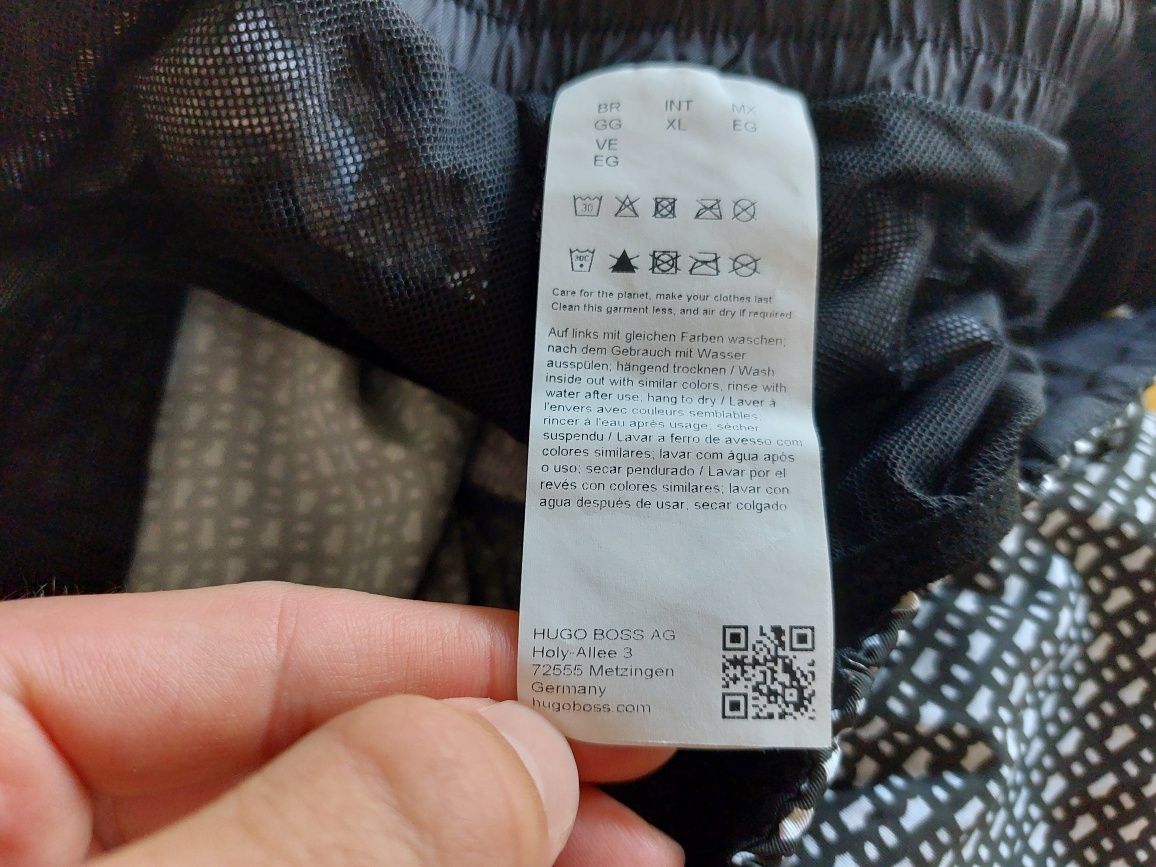 BR INT MX
GG XL EG
VE
EG
30
30C
Care for the planet, make your clothes last
Clean this garment less, and air dry if required
Auf links mit gleichen Farben waschen;
nach dem Gebrauch mit Wasser
ausspülen; hängend trocknen / Wash
inside out with similar colors, rinse with
water after use, hang to dry / Laver à
l'envers avec couleurs semblables,
rincer à l'eau après usage, sécher
suspendu / Lavar a ferro de avesso com
colores similares; lavar com água após
o uso; secar pendurado / Lavar por el
revés con colores similares; lavar con
agua después de usar, secar colgado
HUGO BOSS AG
Holy-Allee 3
72555 Metzingen
Germany
hugoboss.com